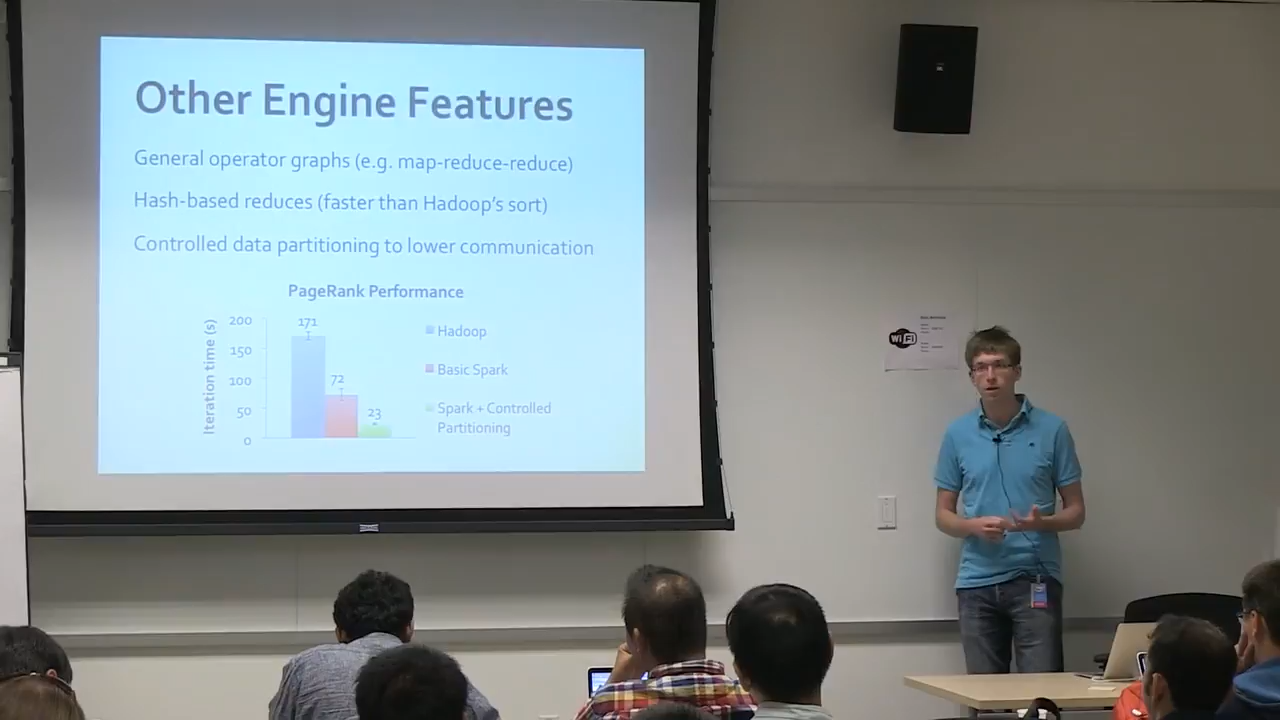 Other Engine Features
General operator graphs (e.g. map-reduce-reduce)
Hash-based reduces (faster than Hadoop's sort)
Controlled data partitioning to lower communication
PageRank Performance
Iteration time (s)
200
150
100
50
0
171
72
23
Hadoop
Basic Spark
Spark + Controlled
Partitioning
Wi Fi